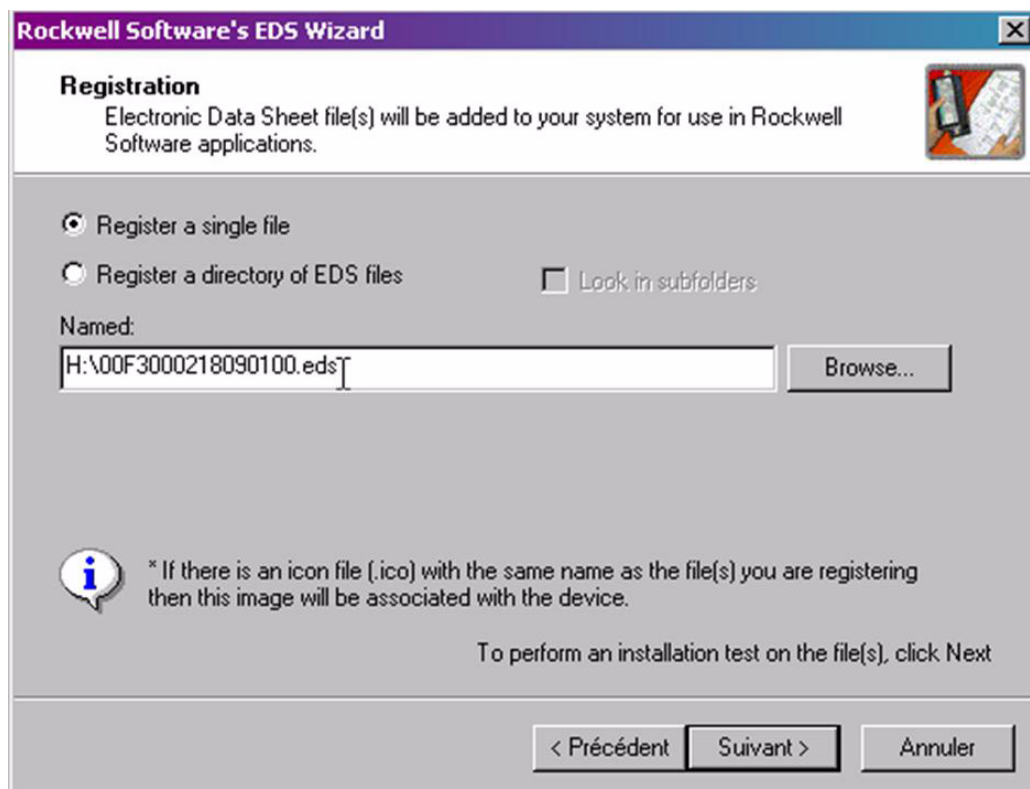 Rockwell Software's EDS Wizard
Registration
Electronic Data Sheet file(s) will be added to your system for use in Rockwell
Software applications.
Register a single file
Register a directory of EDS files
Look in subfolders
Named:
H:\00F3000218090100.eds
Browse...
* If there is an icon file (.ico) with the same name as the file(s) you are registering
then this image will be associated with the device.
To perform an installation test on the file(s), click Next
< Précédent
Suivant >
Annuler